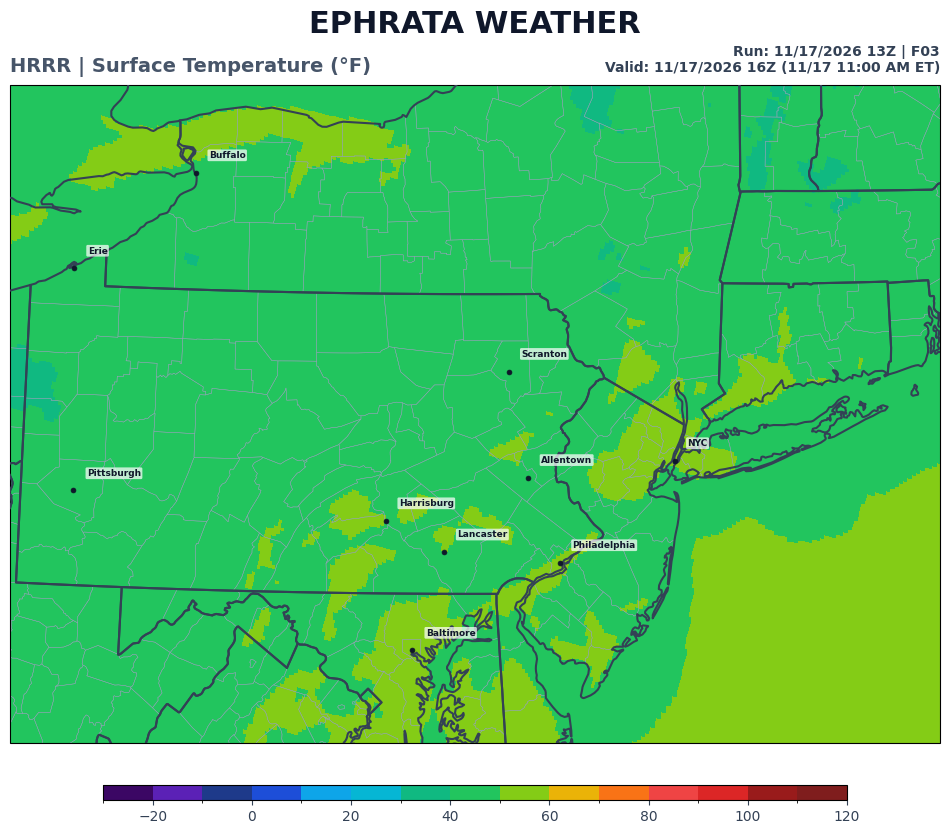 EPHRATA WEATHER
HRRR | Surface Temperature (°F)
Run: 11/17/2026 13Z | F03
Valid: 11/17/2026 16Z (11/17 11:00 AM ET)
Buffalo
Erie
Scranton
NYC
Allentown
Pittsburgh
Harrisburg
Lancaster
Philadelphia
Baltimore
−20 0 20 40 60 80 100 120